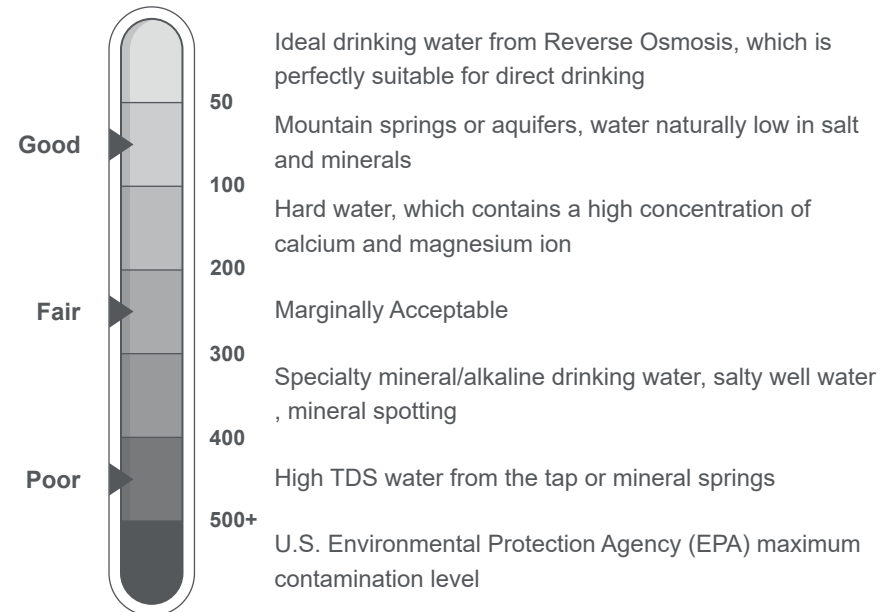 Ideal drinking water from Reverse Osmosis, which is
perfectly suitable for direct drinking
50
Good
Mountain springs or aquifers, water naturally low in salt
and minerals
100
Hard water, which contains a high concentration of
calcium and magnesium ion
200
Fair
Marginally Acceptable
300
Specialty mineral/alkaline drinking water, salty well water
, mineral spotting
400
Poor
High TDS water from the tap or mineral springs
500+
U.S. Environmental Protection Agency (EPA) maximum
contamination level